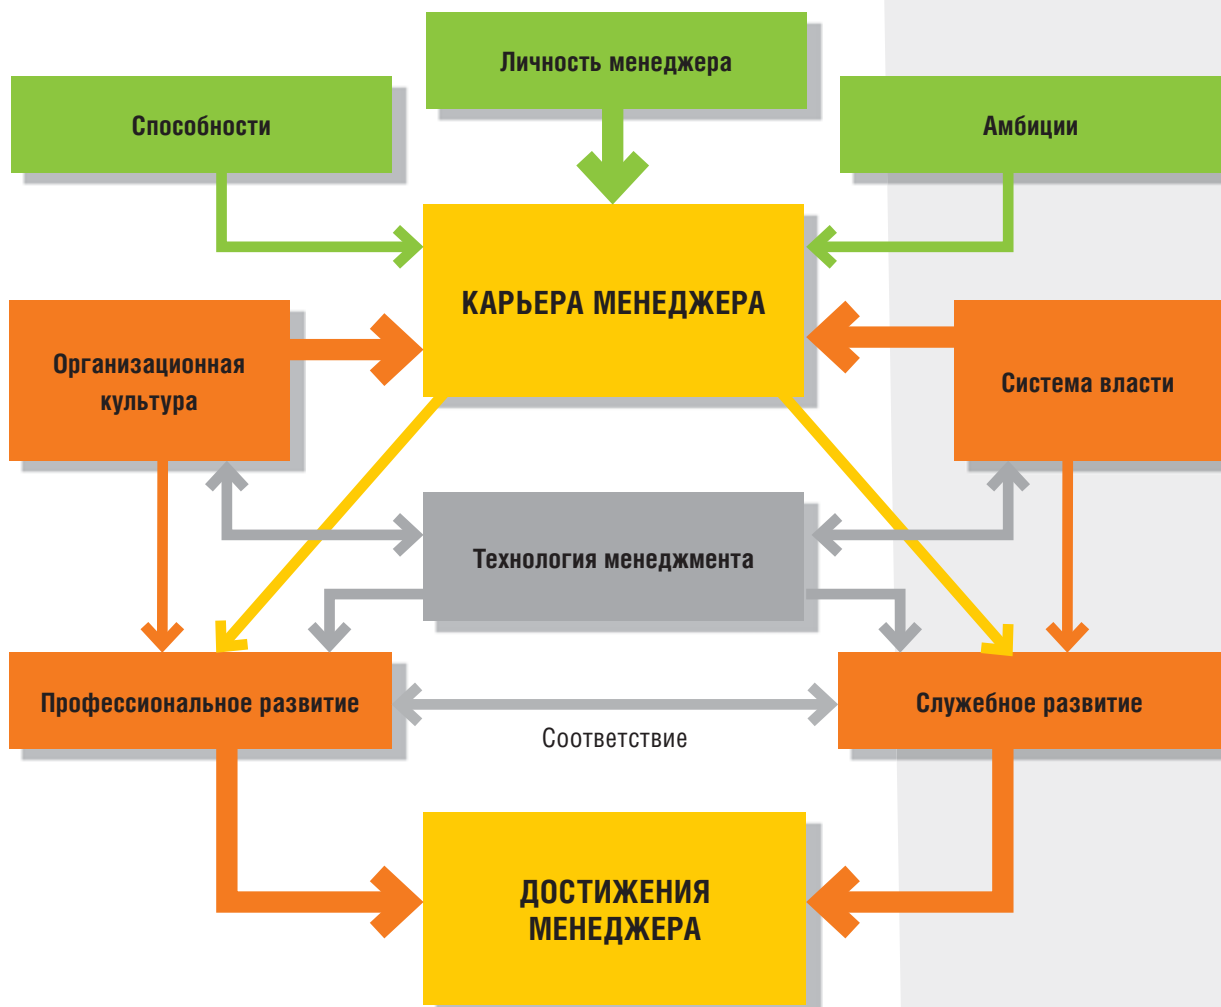 Личность менеджера
Способности
Амбиции
КАРЬЕРА МЕНЕДЖЕРА
Организационная
культура
Система власти
Технология менеджмента
Профессиональное развитие
Служебное развитие
Соответствие
ДОСТИЖЕНИЯ
МЕНЕДЖЕРА